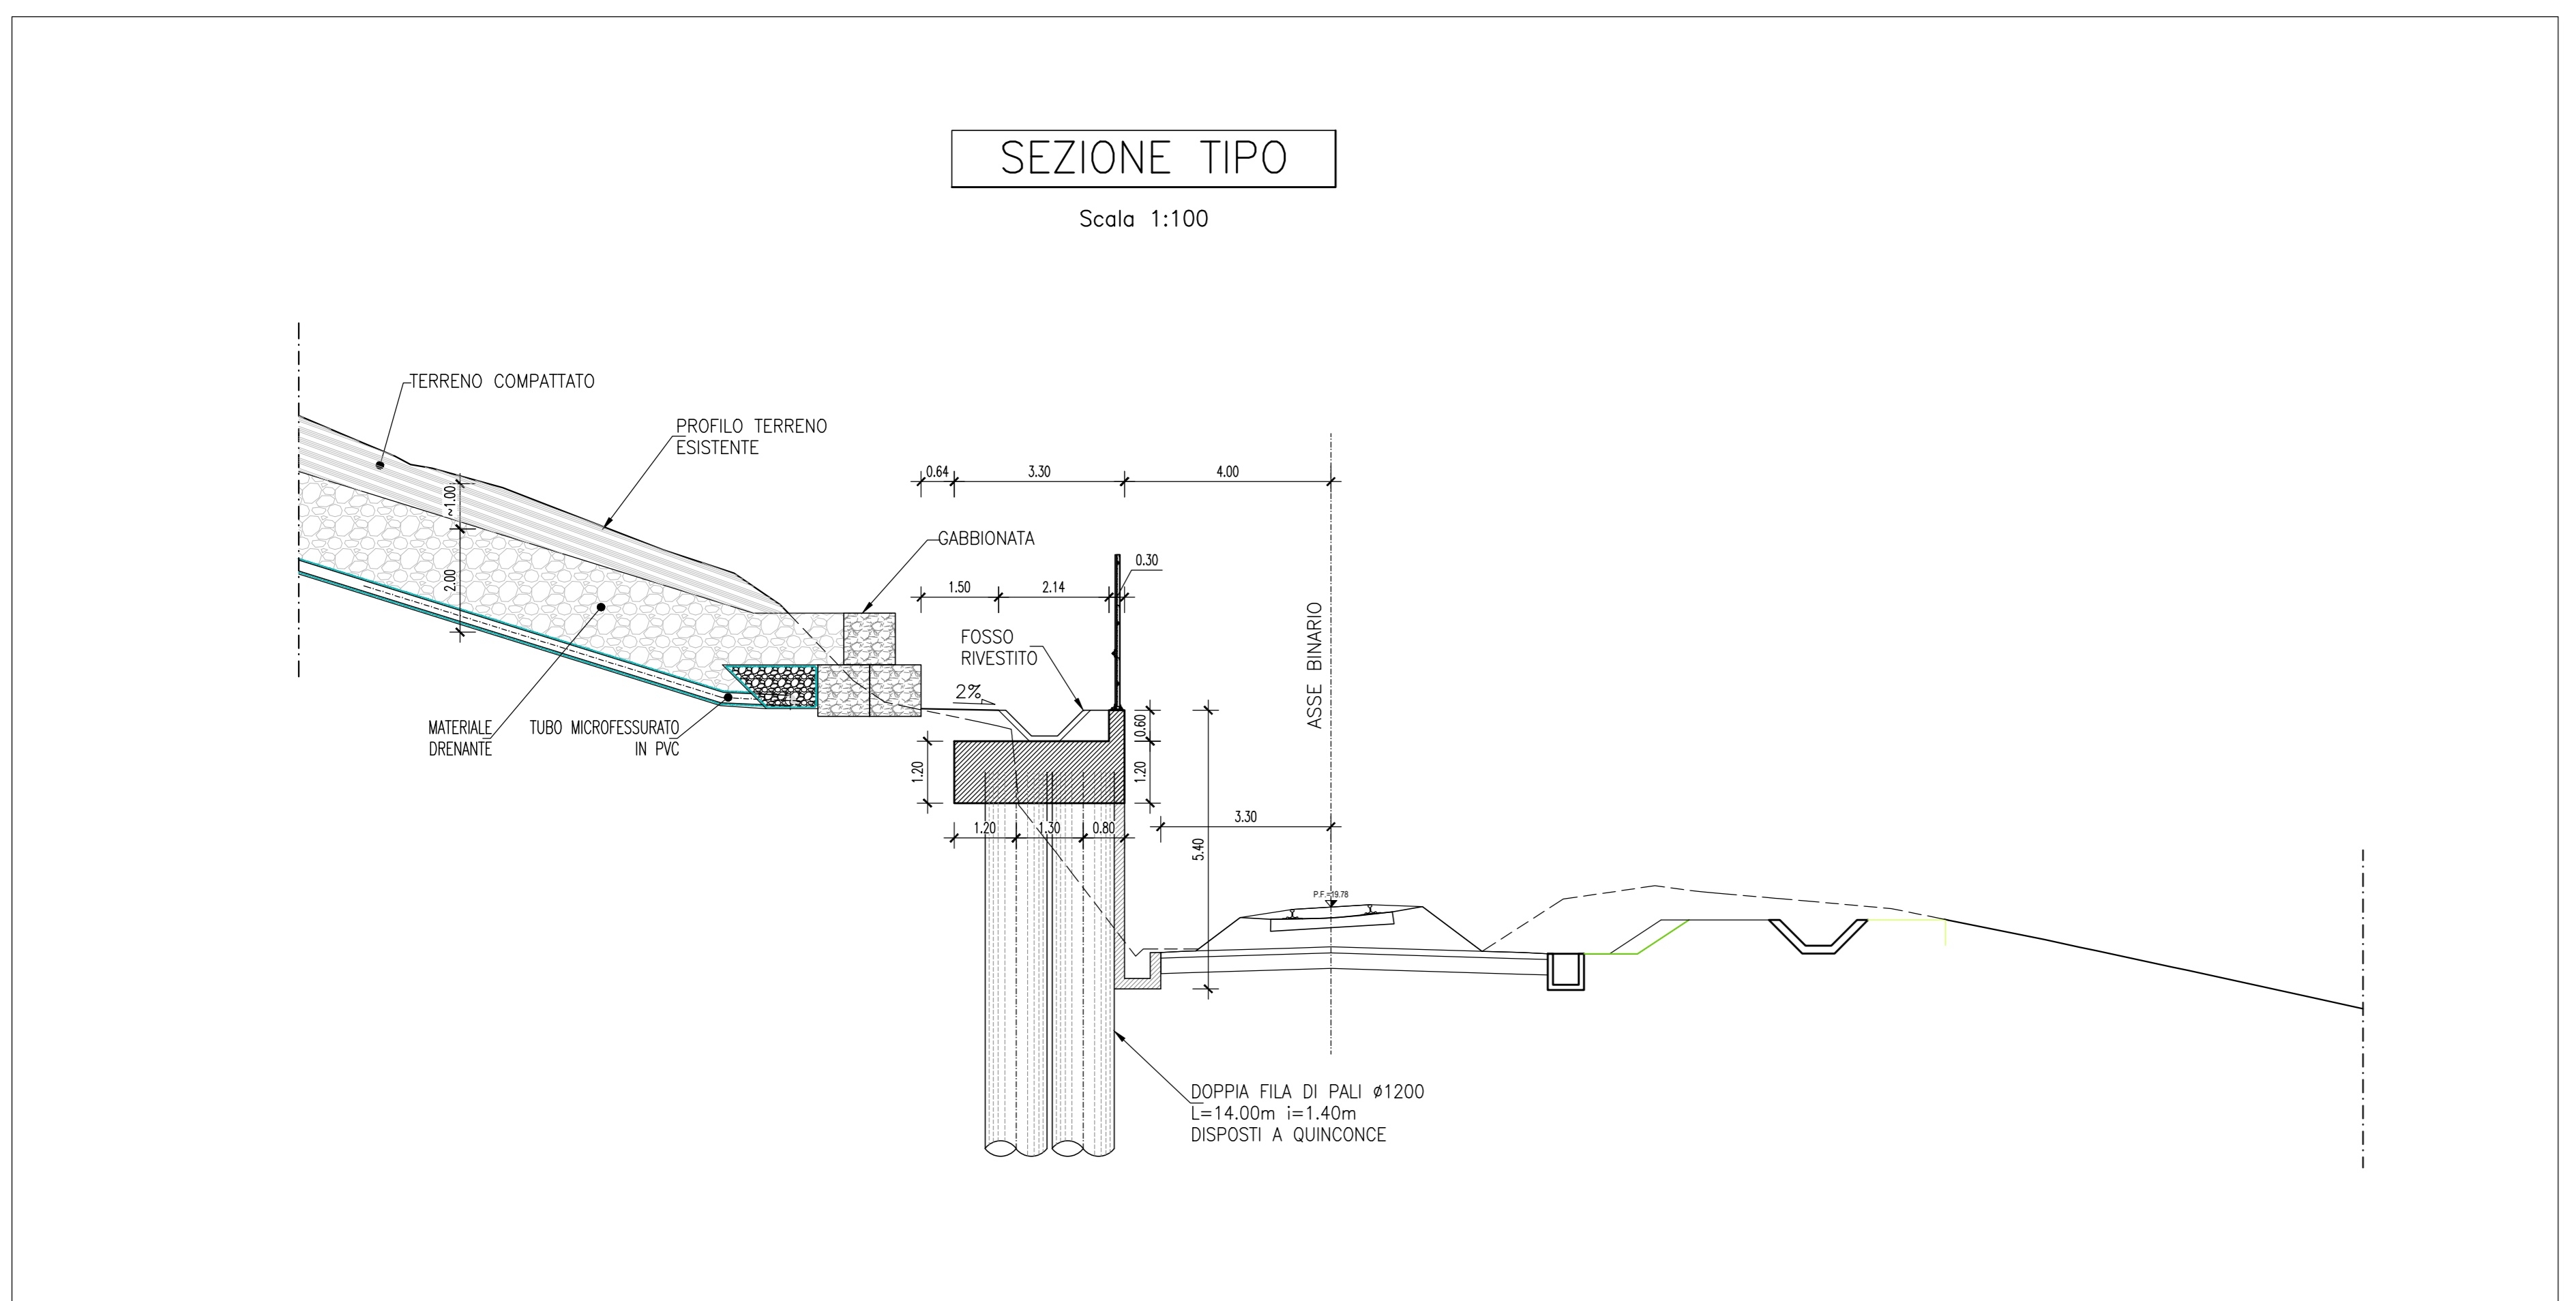 SEZIONE TIPO
Scala 1:100
TERRENO COMPATTATO
PROFILO TERRENO
ESISTENTE
0.64
3.30
4.00
~1.00
2.00
GABBIONATA
0.30
1.50
2.14
FOSSO
RIVESTITO
ASSE BINARIO
2%
MATERIALE
DRENANTE
TUBO MICROFESSURATO
IN PVC
0.60
1.20
1.20
3.30
1.20
1.30
0.80
5.40
P.F.=19.78
DOPPIA FILA DI PALI ø1200
L=14.00m i=1.40m
DISPOSTI A QUINCONCE